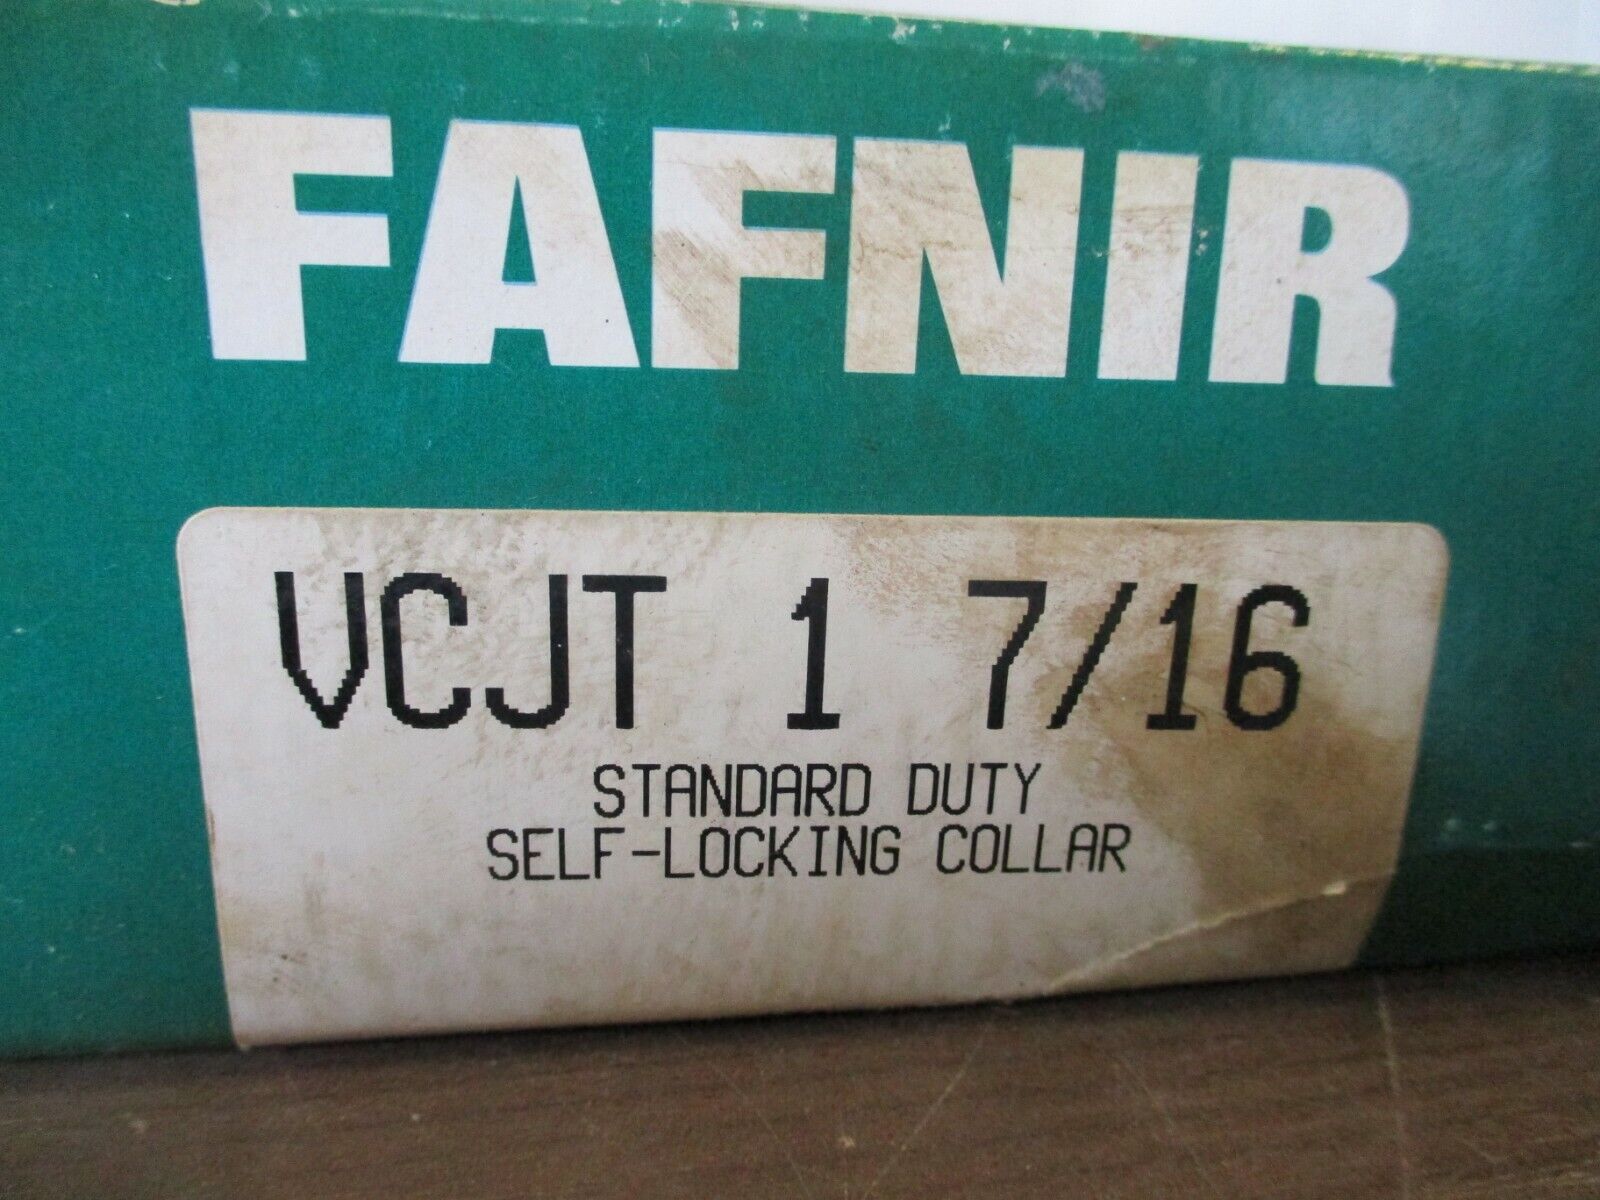 FAFNIR
VCJT 1 7/16
STANDARD DUTY
SELF-LOCKING COLLAR